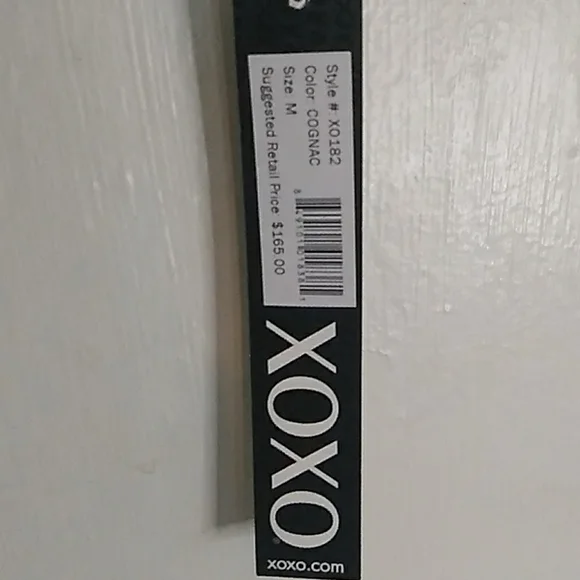 Style #: XO182
Color: COGNAC
Size: M
Suggested Retail Price $165.00
XOXO
xoxo.com